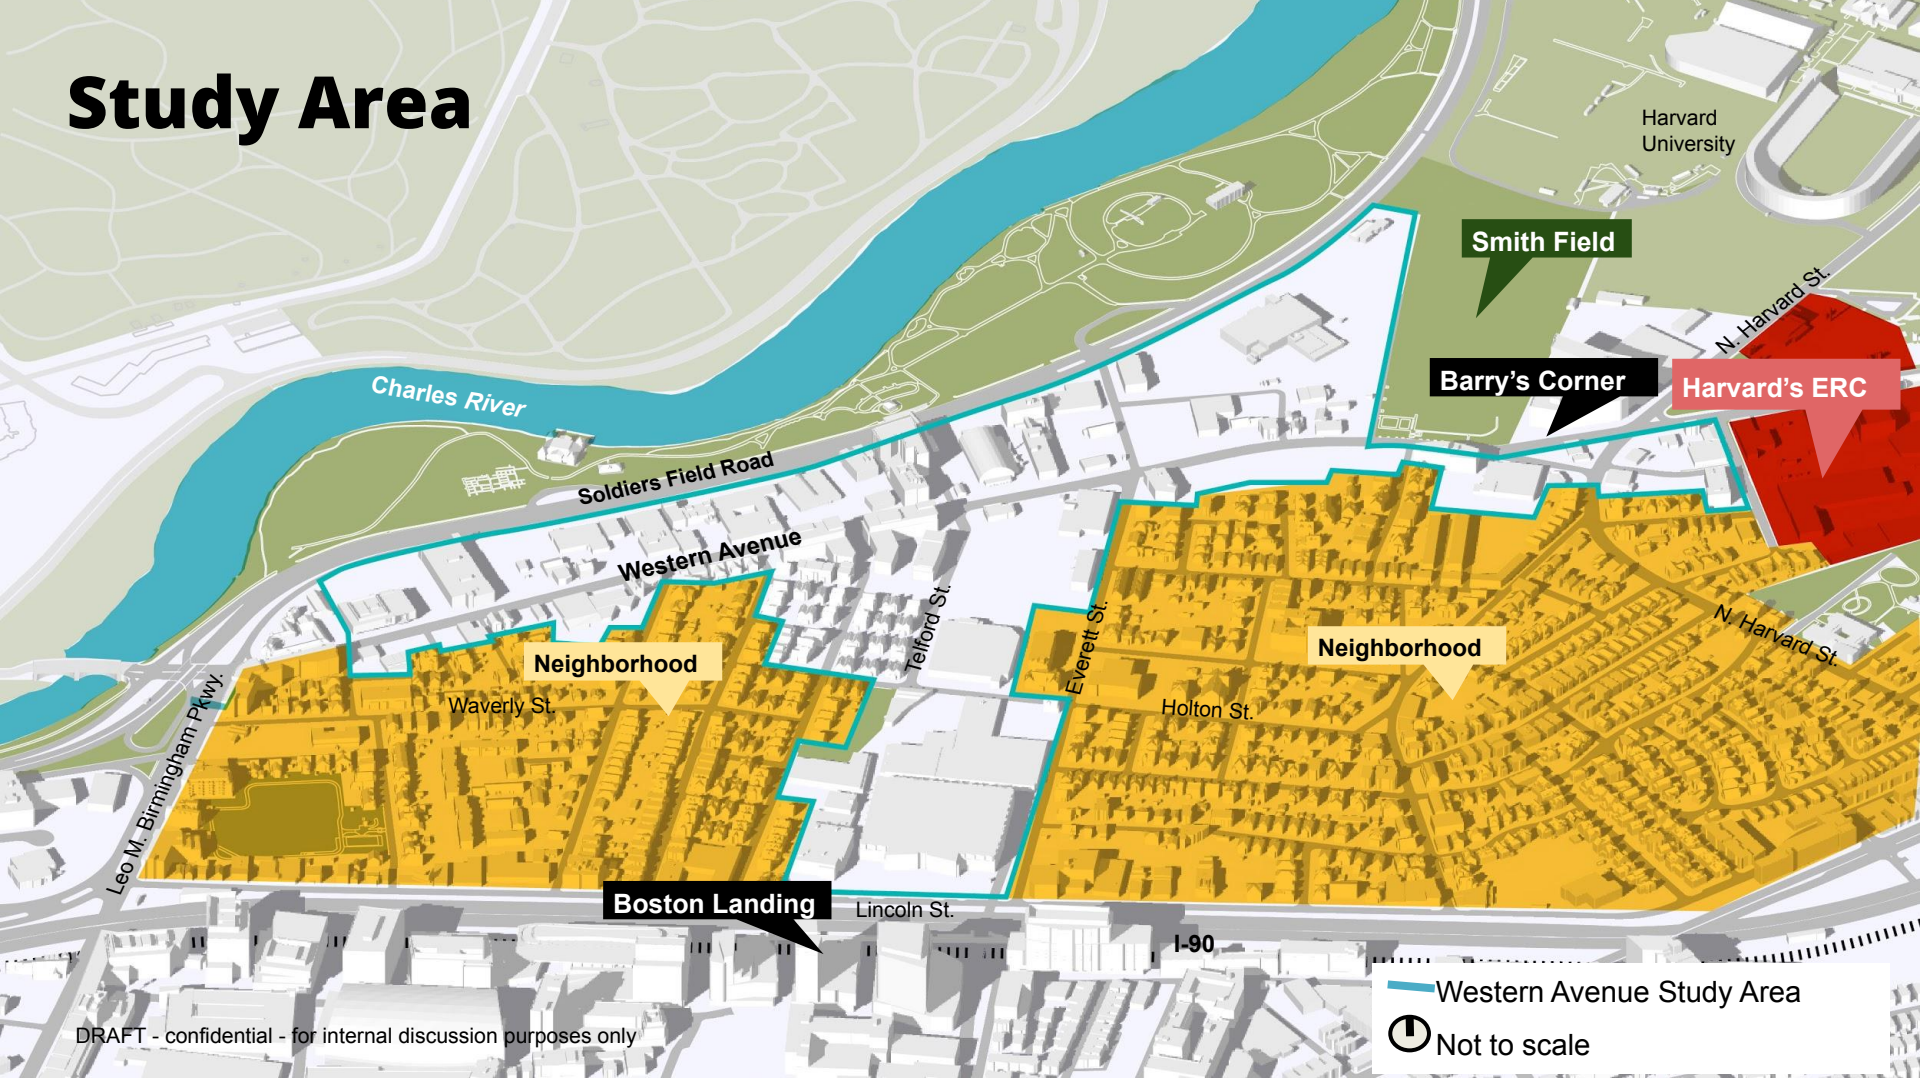 Study Area
Harvard
University
Smith Field
N. Harvard St.
Barry's Corner
Harvard's ERC
Charles River
Soldiers Field Road
Western Avenue
Telford St.
Everett St.
N. Harvard St.
Neighborhood
Neighborhood
Waverly St.
Holton St.
Leo M. Birmingham Pkwy.
Boston Landing
Lincoln St.
I-90
Western Avenue Study Area
Not to scale
DRAFT - confidential - for internal discussion purposes only